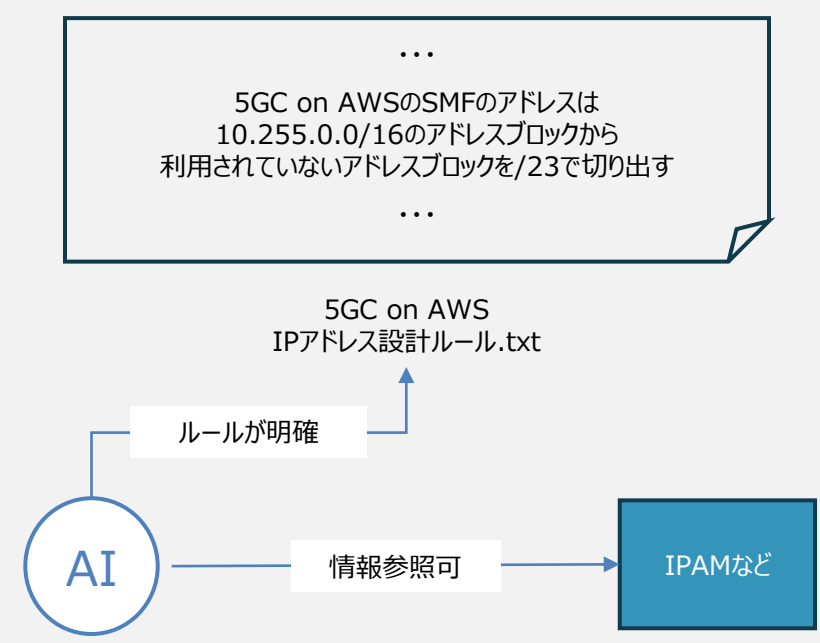 ...
5GC on AWSのSMFのアドレスは
10.255.0.0/16のアドレスブロックから
利用されていないアドレスブロックを/23で切り出す
...
5GC on AWS
IPアドレス設計ルール.txt
ルールが明確
AI
情報参照可
IPAMなど